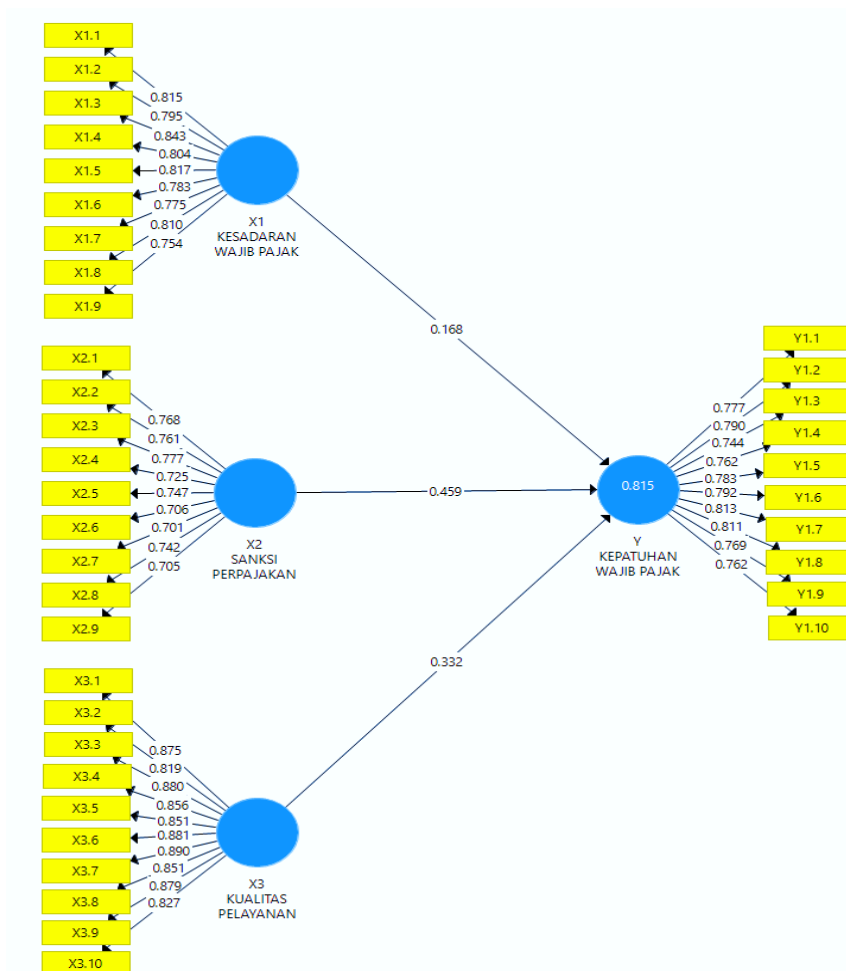 X1.1
X1.2
X1.3
X1.4
X1.5
X1.6
X1.7
X1.8
X1.9
0.815
0.795
0.843
0.804
0.817
0.783
0.775
0.810
0.754
X1
KESADARAN
WAJIB PAJAK
0.168
X2.1
X2.2
X2.3
X2.4
X2.5
X2.6
X2.7
X2.8
X2.9
0.768
0.761
0.777
0.725
0.747
0.706
0.701
0.742
0.705
X2
SANKSI
PERPAJAKAN
0.459
X3.1
X3.2
X3.3
X3.4
X3.5
X3.6
X3.7
X3.8
X3.9
X3.10
0.875
0.819
0.880
0.856
0.851
0.881
0.890
0.851
0.879
0.827
X3
KUALITAS
PELAYANAN
0.332
0.815
Y
KEPATUHAN
WAJIB PAJAK
0.777
0.790
0.744
0.762
0.783
0.792
0.813
0.811
0.769
0.762
Y1.1
Y1.2
Y1.3
Y1.4
Y1.5
Y1.6
Y1.7
Y1.8
Y1.9
Y1.10